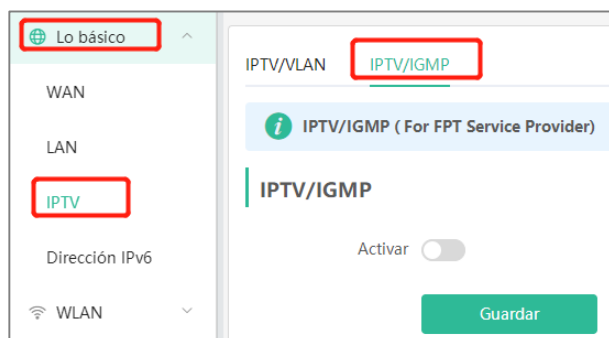 Lo básico
WAN
LAN
IPTV
Dirección IPv6
WLAN
IPTV/VLAN IPTV/IGMP
IPTV/IGMP ( For FPT Service Provider)
IPTV/IGMP
Activar
Guardar